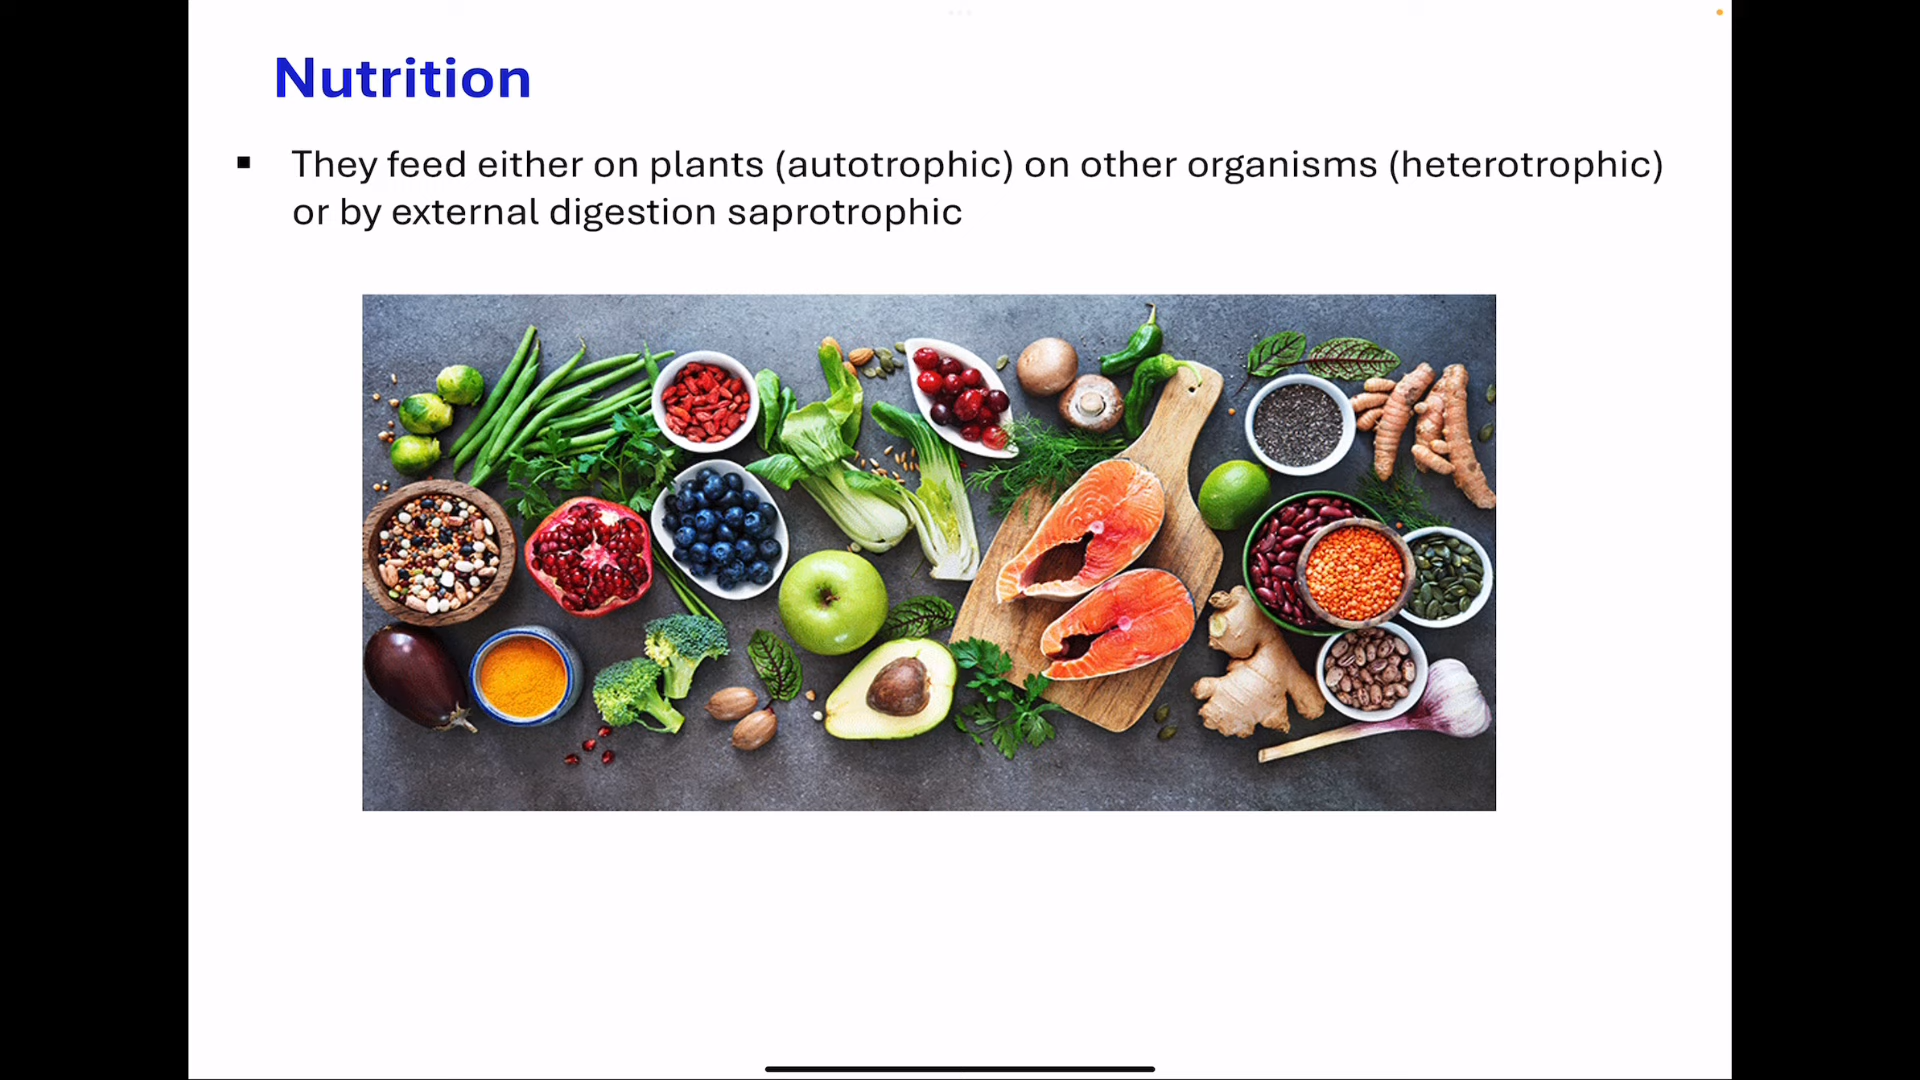 Nutrition
▪ They feed either on plants (autotrophic) on other organisms (heterotrophic)
or by external digestion saprotrophic